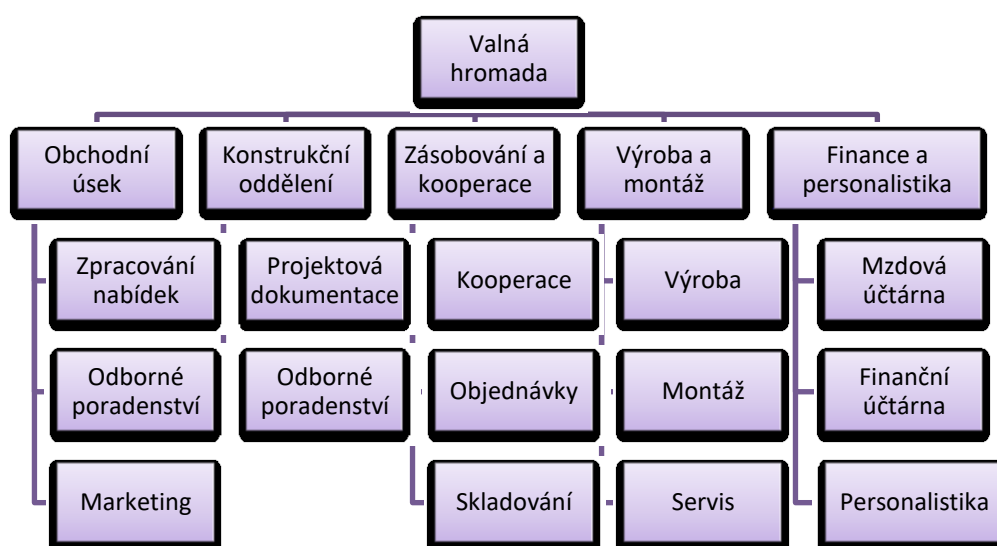 Valná
hromada
Obchodní
úsek
Konstrukční
oddělení
Zásobování a
kooperace
Výroba a
montáž
Finance a
personalistika
Zpracování
nabídek
Projektová
dokumentace
Kooperace
Výroba
Mzdová
účtárna
Odborné
poradenství
Odborné
poradenství
Objednávky
Montáž
Finanční
účtárna
Marketing
Skladování
Servis
Personalistika